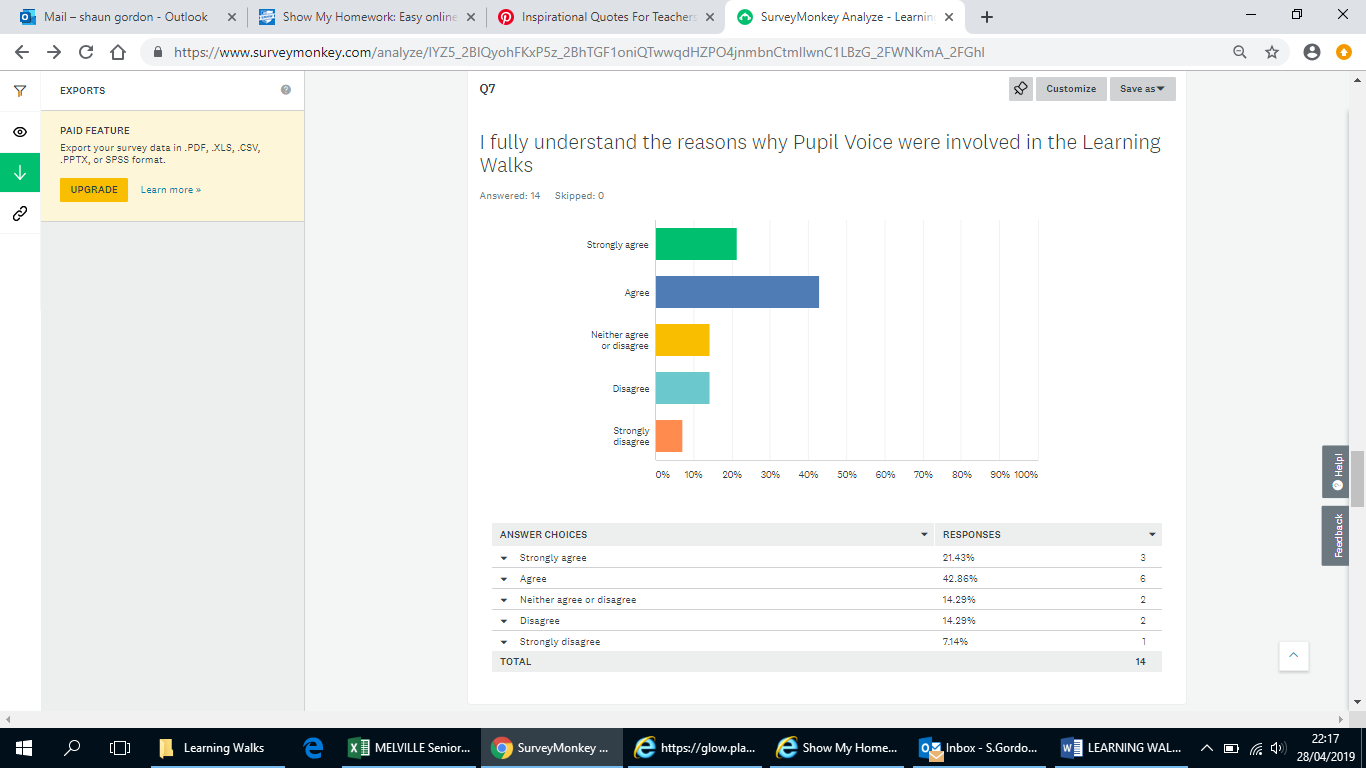 Mail – shaun gordon - Outlook
Show My Homework: Easy online
Inspirational Quotes For Teachers
SurveyMonkey Analyze - Learnin
https://www.surveymonkey.com/analyze/
EXPORTS
PAID FEATURE
Export your survey data in .PDF, .XLS, .CSV,
.PPTX, or SPSS format.
UPGRADE Learn more »
Q7
Customize Save as
I fully understand the reasons why Pupil Voice were involved in the Learning
Walks
Answered: 14 Skipped: 0
Strongly agree
Agree
Neither agree
or disagree
Disagree
Strongly
disagree
0% 10% 20% 30% 40% 50% 60% 70% 80% 90% 100%
ANSWER CHOICES RESPONSES
Strongly agree 21.43% 3
Agree 42.86% 6
Neither agree or disagree 14.29% 2
Disagree 14.29% 2
Strongly disagree 7.14% 1
TOTAL 14
Help!
Feedback
Learning Walks
MELVILLE Senior...
SurveyMonkey ...
https://glow.pla...
Show My Home...
Inbox - S.Gordo...
LEARNING WAL...
22:17
28/04/2019